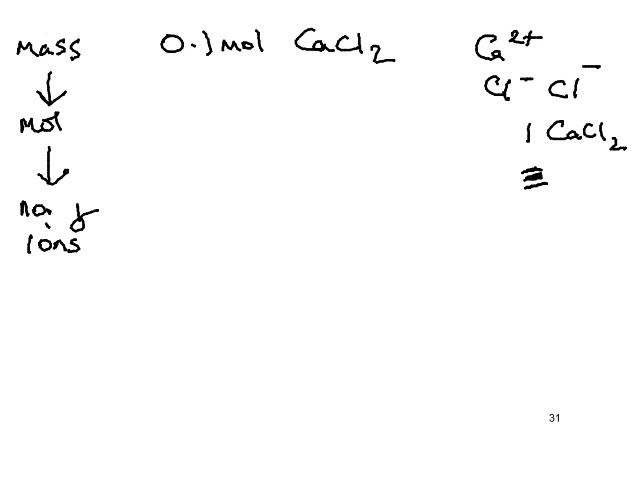 Mass
↓
Mol
↓
no. of
ions
0.1 mol CaCl₂
Ca²⁺
Cl⁻ Cl⁻
1 CaCl₂
≡
31